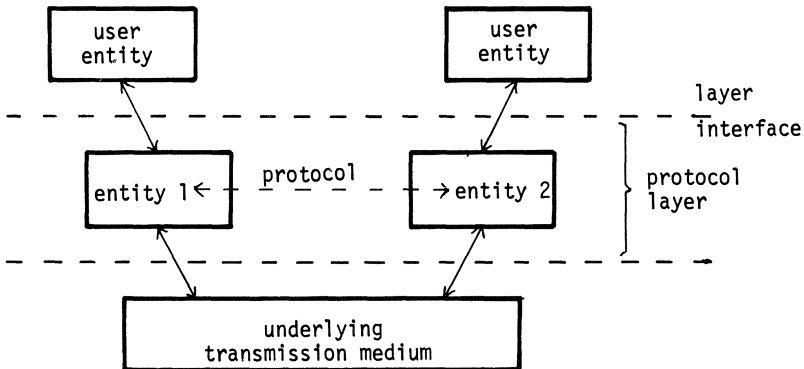 user
entity
user
entity
layer
interface
entity 1
protocol
entity 2
protocol
layer
underlying
transmission medium